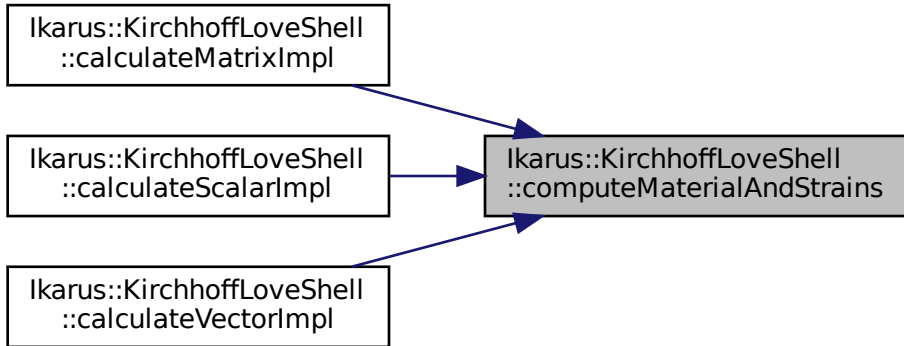 Ikarus::KirchhoffLoveShell
::calculateMatrixImpl
Ikarus::KirchhoffLoveShell
::calculateScalarImpl
Ikarus::KirchhoffLoveShell
::computeMaterialAndStrains
Ikarus::KirchhoffLoveShell
::calculateVectorImpl